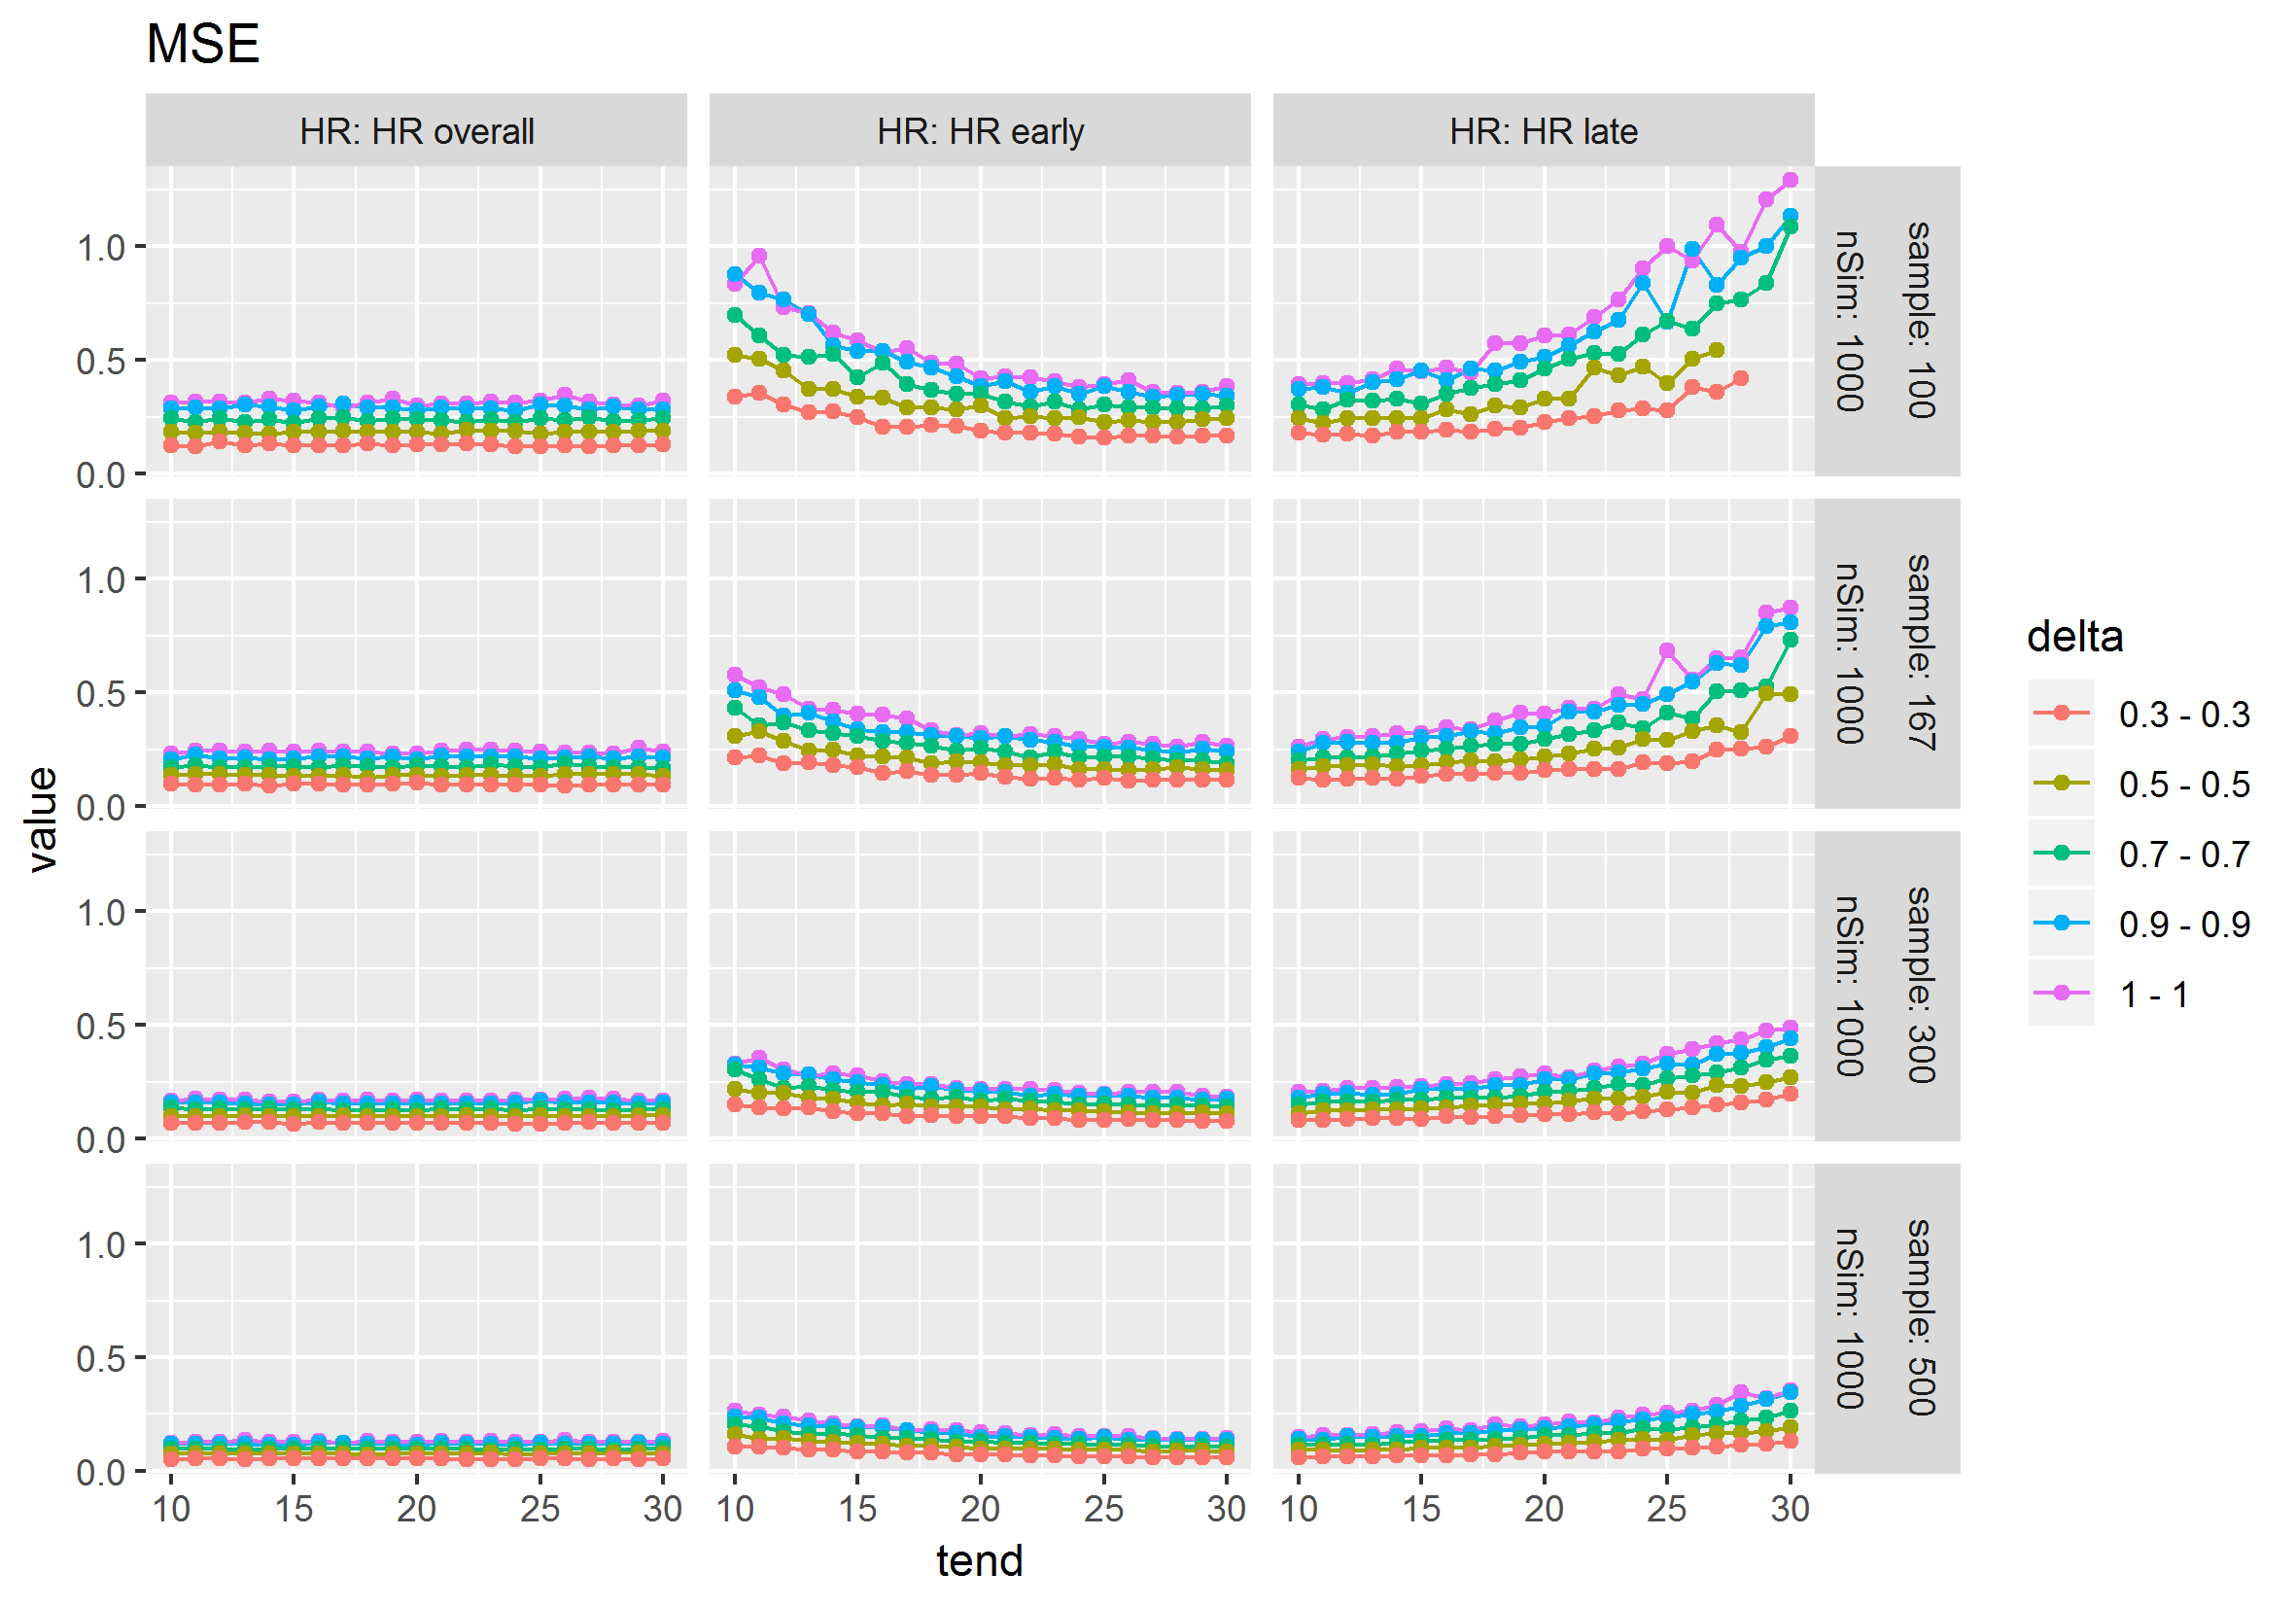 MSE
HR: HR overall
HR: HR early
HR: HR late
1.0
0.5
0.0
sample: 100
nSim: 1000
1.0
0.5
0.0
sample: 167
nSim: 1000
1.0
0.5
0.0
sample: 300
nSim: 1000
1.0
0.5
0.0
sample: 500
nSim: 1000
10 15 20 25 30
10 15 20 25 30
10 15 20 25 30
tend
value
delta
0.3 - 0.3
0.5 - 0.5
0.7 - 0.7
0.9 - 0.9
1 - 1